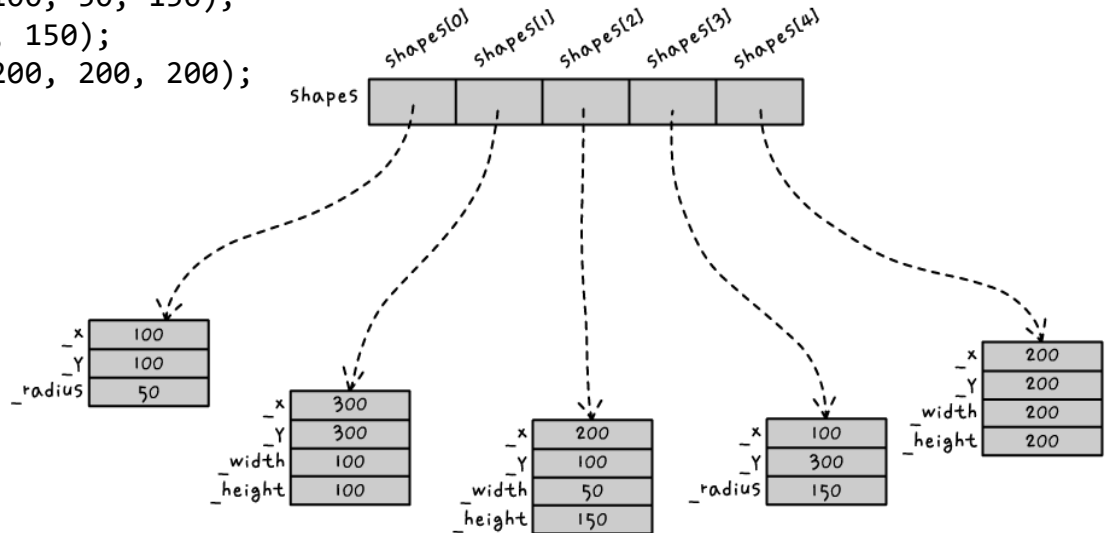 100, 50, 150);
150);
200, 200, 200);
shapes[0] shapes[1] shapes[2] shapes[3] shapes[4]
shapes
_x 100
_Y 100
_radius 50
_x 300
_Y 300
_width 100
_height 100
_x 200
_Y 100
_width 50
_height 150
_x 100
_Y 300
_radius 150
_x 200
_Y 200
_width 200
_height 200